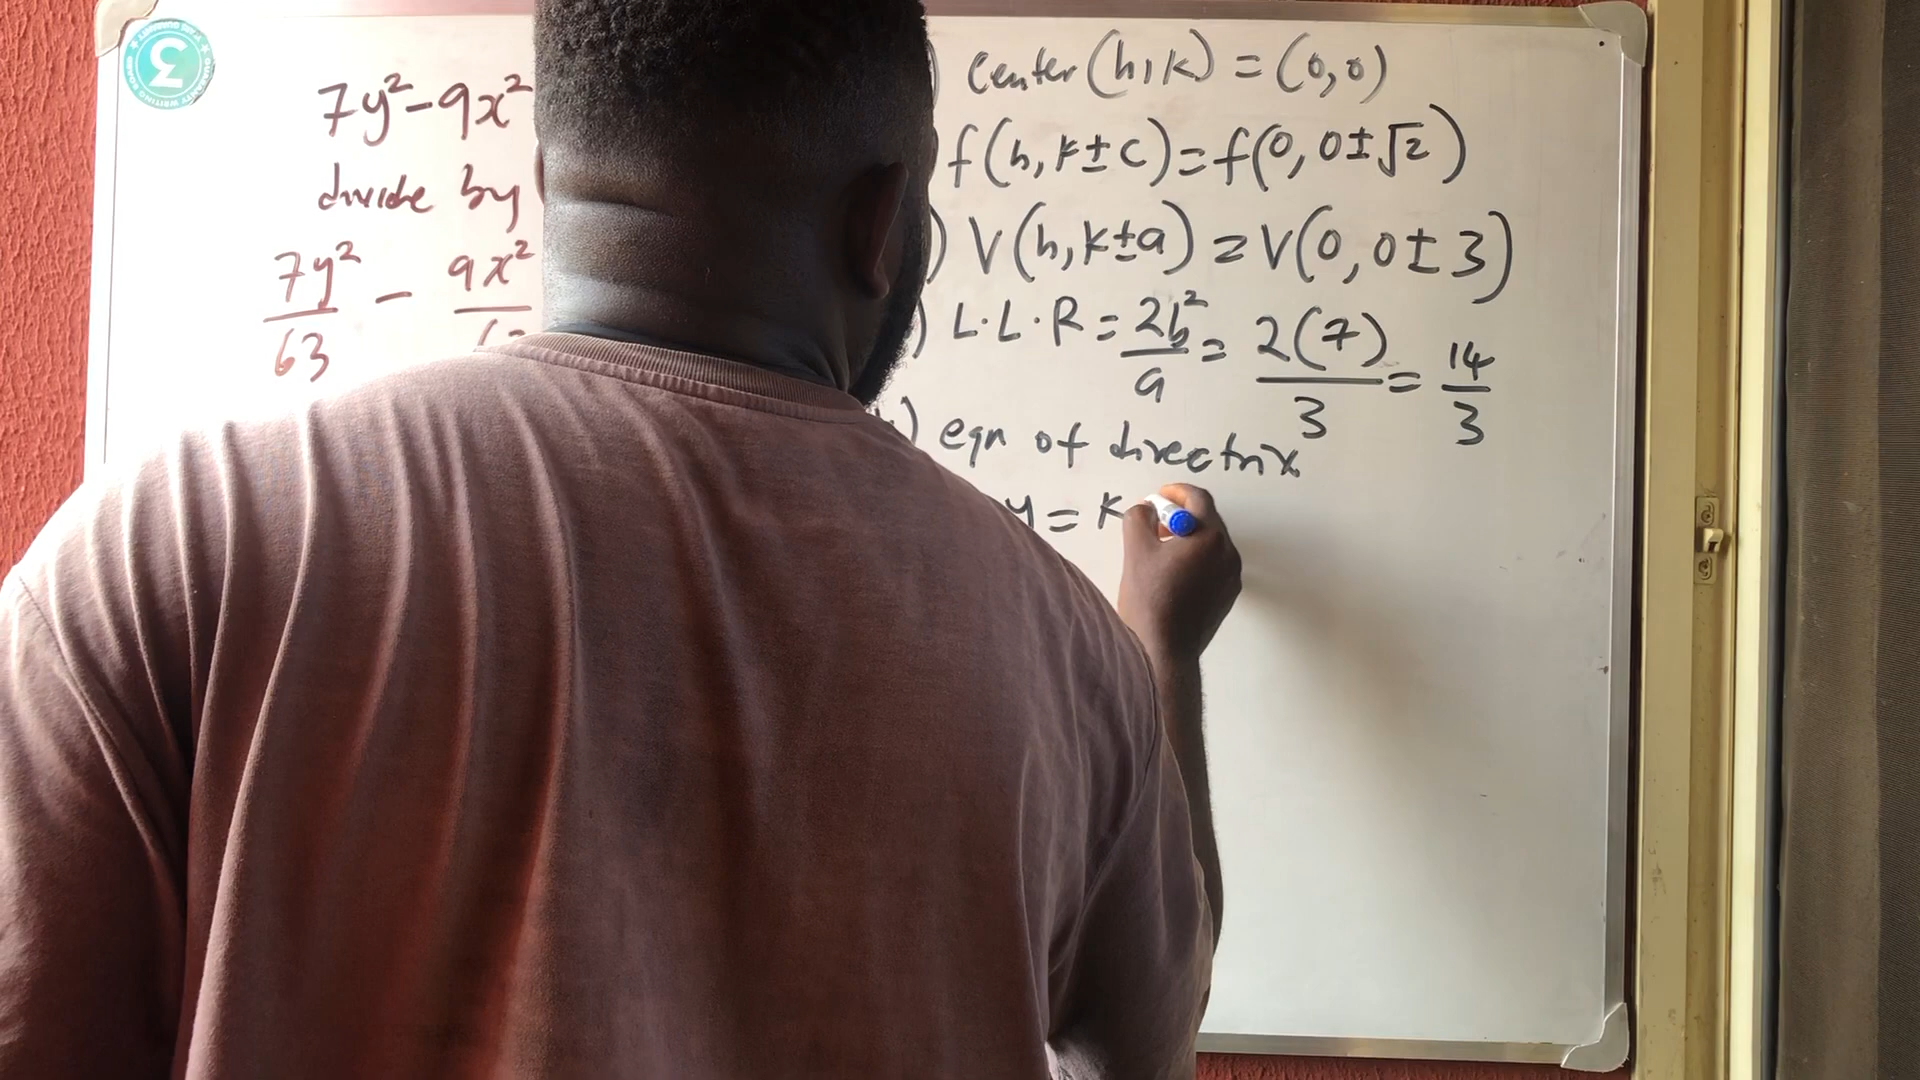 7y²-9x²
divide by
7y² - 9x²
63
) Center (h,k) = (0,0)
) f(h, k±c) = f(0, 0±√2)
) V(h, k±a) = V(0, 0±3)
) L.L.R = 2b²/a = 2(7)/3 = 14/3
) eqn of directrix
y = k